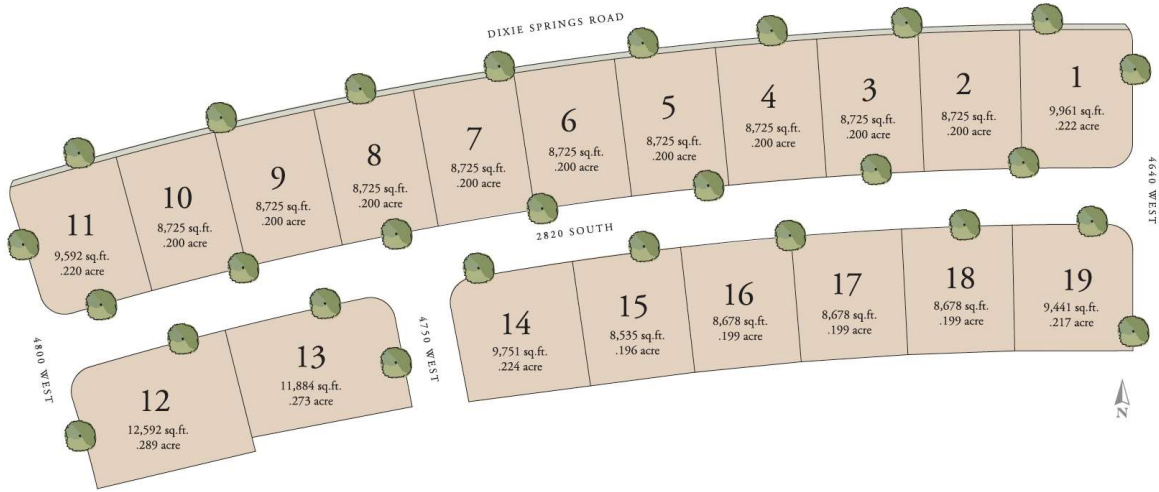 DIXIE SPRINGS ROAD
1
9,961 sq.ft.
.222 acre
2
8,725 sq.ft.
.200 acre
3
8,725 sq.ft.
.200 acre
4
8,725 sq.ft.
.200 acre
5
8,725 sq.ft.
.200 acre
6
8,725 sq.ft.
.200 acre
7
8,725 sq.ft.
.200 acre
8
8,725 sq.ft.
.200 acre
9
8,725 sq.ft.
.200 acre
10
8,725 sq.ft.
.200 acre
11
9,592 sq.ft.
.220 acre
4640 WEST
2820 SOUTH
4800 WEST
12
12,592 sq.ft.
.289 acre
13
11,884 sq.ft.
.273 acre
4750 WEST
14
9,751 sq.ft.
.224 acre
15
8,535 sq.ft.
.196 acre
16
8,678 sq.ft.
.199 acre
17
8,678 sq.ft.
.199 acre
18
8,678 sq.ft.
.199 acre
19
9,441 sq.ft.
.217 acre
N